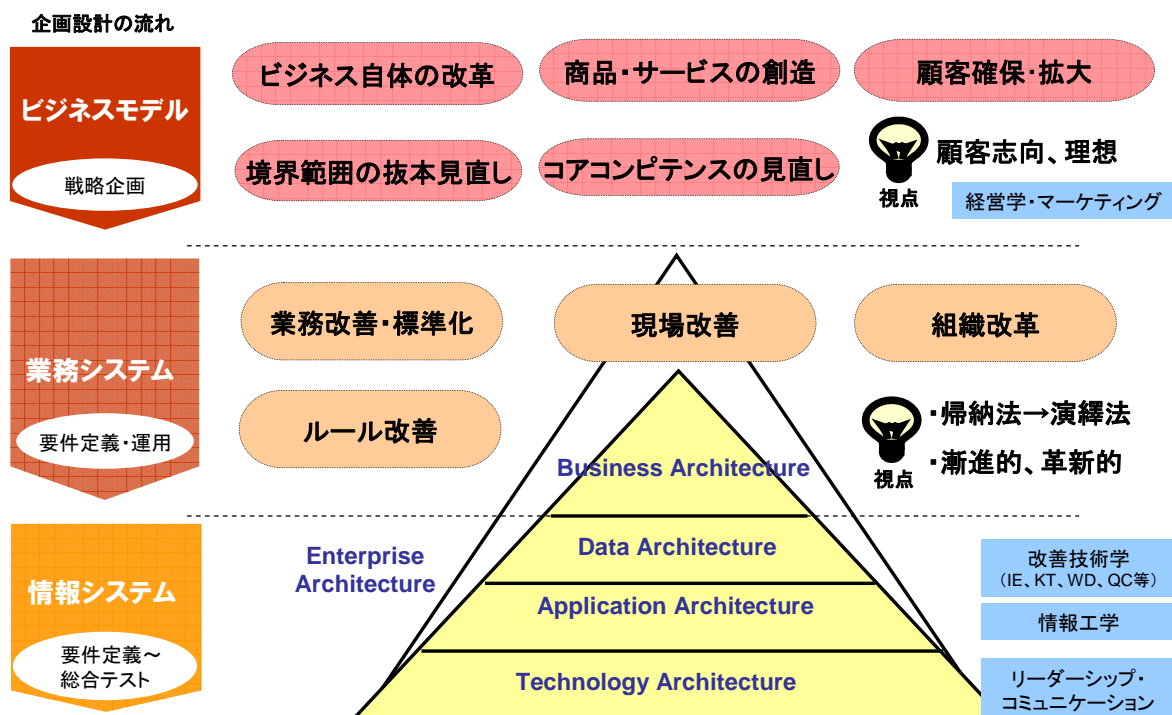 企画設計の流れ
ビジネスモデル
戦略企画
ビジネス自体の改革
商品・サービスの創造
顧客確保・拡大
境界範囲の抜本見直し
コアコンピテンスの見直し
視点
顧客志向、理想
経営学・マーケティング
業務システム
要件定義・運用
業務改善・標準化
現場改善
組織改革
ルール改善
視点
・帰納法→演繹法
・漸進的、革新的
Business Architecture
情報システム
要件定義～
総合テスト
Enterprise
Architecture
Data Architecture
Application Architecture
Technology Architecture
改善技術学
（IE、KT、WD、QC等）
情報工学
リーダーシップ・
コミュニケーション